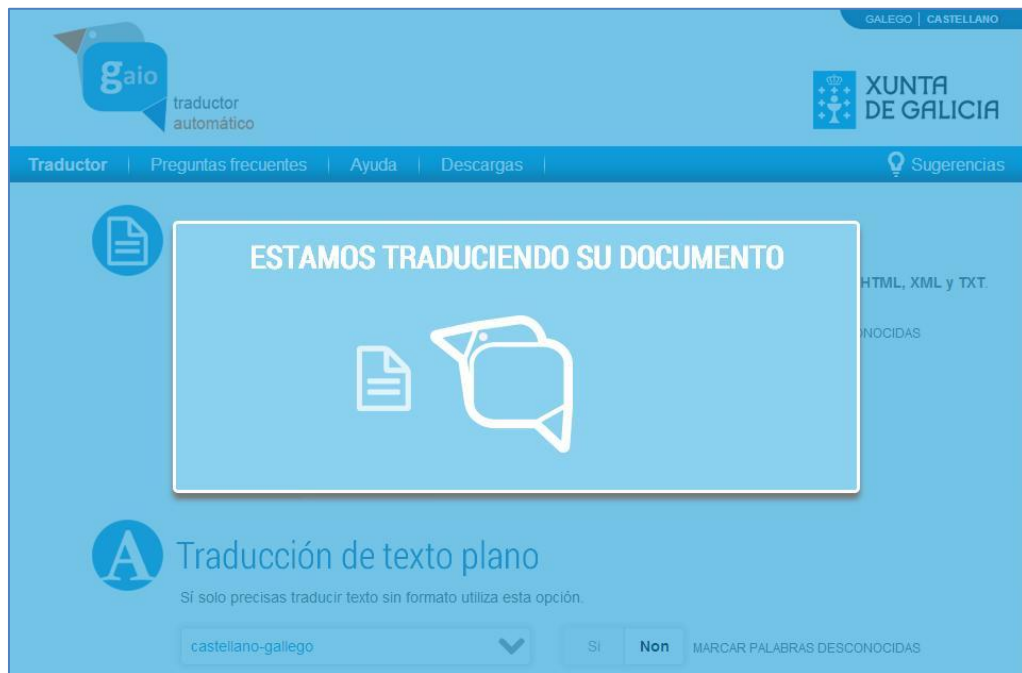 GALEGO | CASTELLANO
gaio
traductor
automático
XUNTA
DE GALICIA
Traductor | Preguntas frecuentes | Ayuda | Descargas |
Sugerencias
ESTAMOS TRADUCIENDO SU DOCUMENTO
HTML, XML y TXT.
NOCIDAS
A
Traducción de texto plano
Sí solo precisas traducir texto sin formato utiliza esta opción.
castellano-gallego
Sí Non MARCAR PALABRAS DESCONOCIDAS